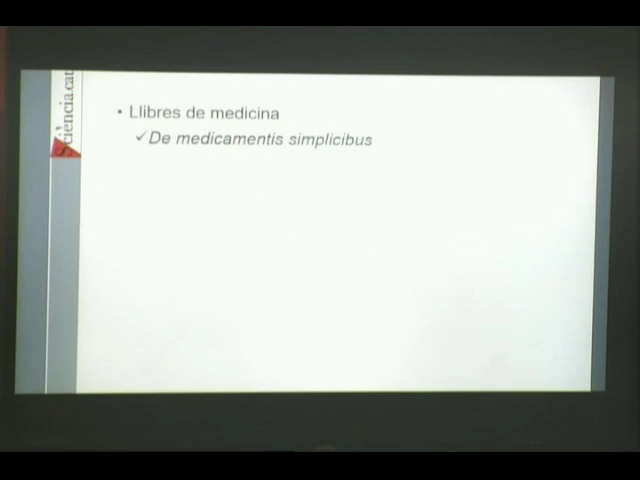 Sciència.cat
• Llibres de medicina
✓De medicamentis simplicibus